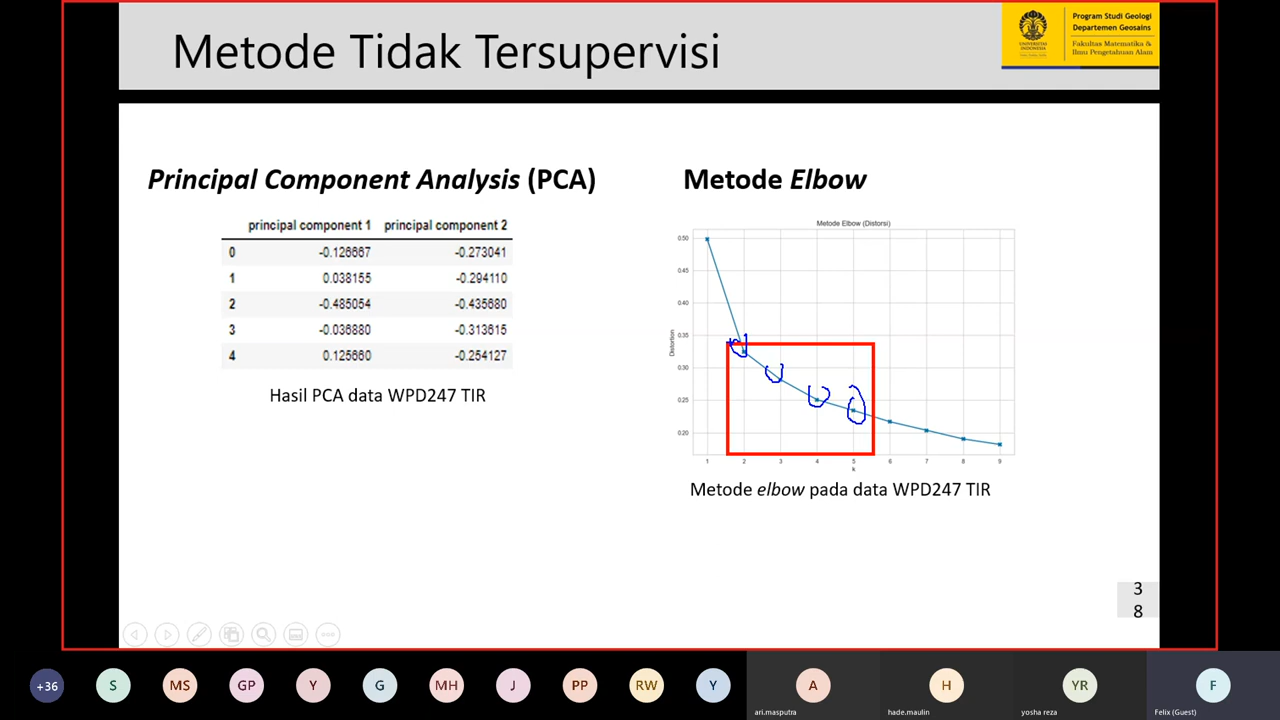 Metode Tidak Tersupervisi
UNIVERSITAS
INDONESIA
Program Studi Geologi
Departemen Geosains
Fakultas Matematika &
Ilmu Pengetahuan Alam
Principal Component Analysis (PCA)
principal component 1 principal component 2
0 -0.126667 -0.273041
1 0.038155 -0.294110
2 -0.485054 -0.435680
3 -0.036880 -0.313615
4 0.125660 -0.254127
Hasil PCA data WPD247 TIR
Metode Elbow
Metode Elbow (Distorsi)
0.50
0.45
0.40
0.35
0.30
0.25
0.20
Distortion
1 2 3 4 5 6 7 8 9
k
Metode elbow pada data WPD247 TIR
3
8
+36 S MS GP Y G MH J PP RW Y A H YR F
ari.masputra hade.maulin yosha reza Felix (Guest)